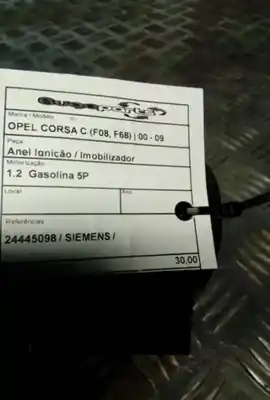 Marca / Modelo
OPEL CORSA C (F08, F68) | 00 - 09
Peça
Anel Ignição / Imobilizador
Motorização
1.2 Gasolina 5P
Local
Ano
Referências
24445098 / SIEMENS /
30,00